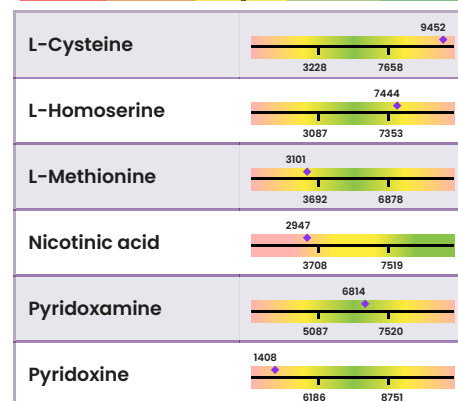 9452
L-Cysteine
3228 7658
7444
L-Homoserine
3087 7353
3101
L-Methionine
3692 6878
2947
Nicotinic acid
3708 7519
6814
Pyridoxamine
5087 7520
1408
Pyridoxine
6186 8751